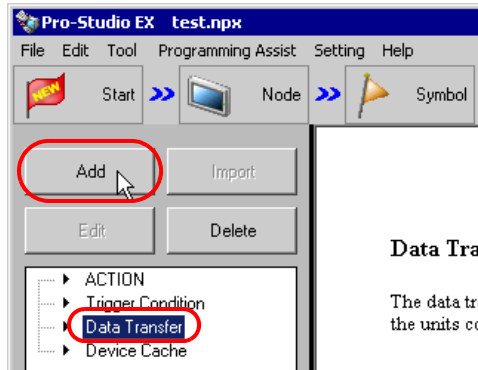 Pro-Studio EX test.npx
File Edit Tool Programming Assist Setting Help
NEW Start >> Node >> Symbol
Add Import
Edit Delete
ACTION
Trigger Condition
Data Transfer
Device Cache
Data Tra
The data tr
the units co